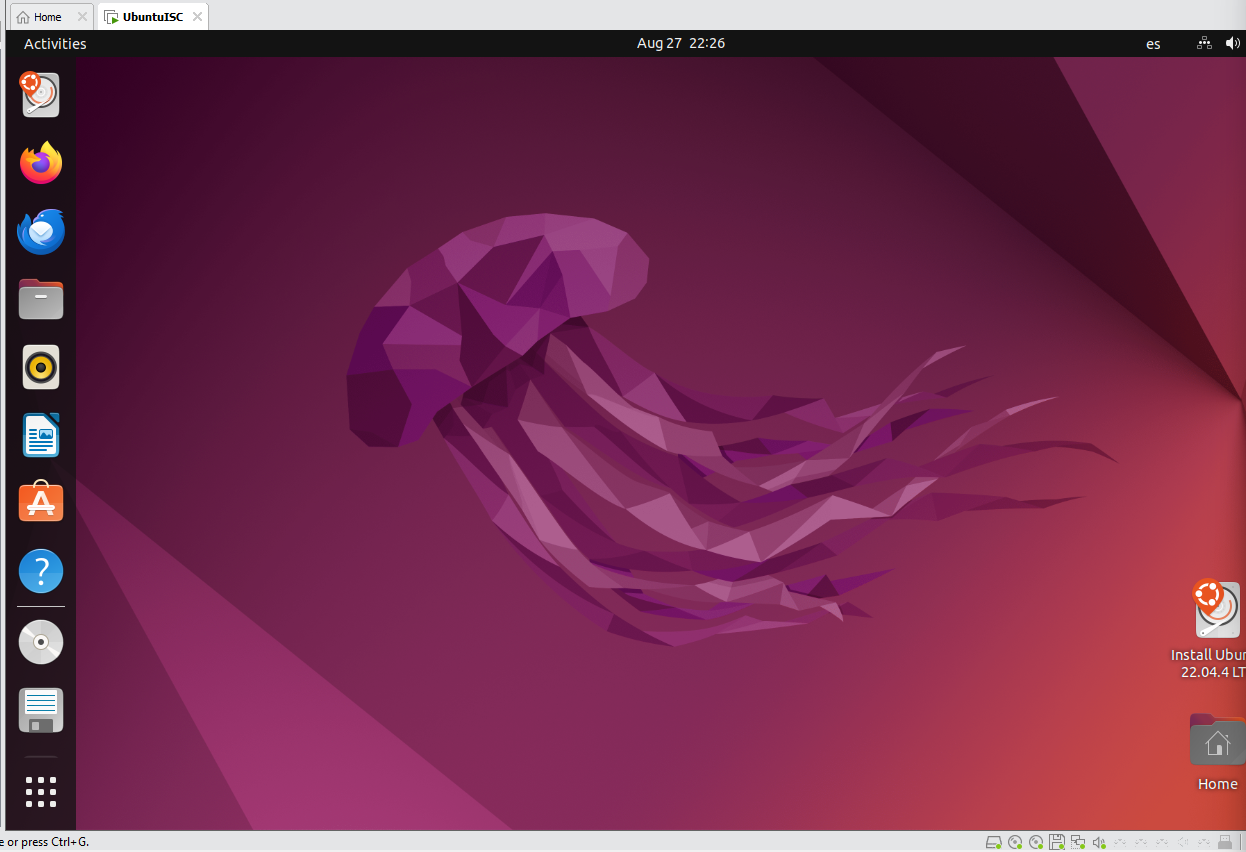 Home
UbuntuISC
Activities
Aug 27 22:26
es
Install Ubun
22.04.4 LT
Home
e or press Ctrl+G.